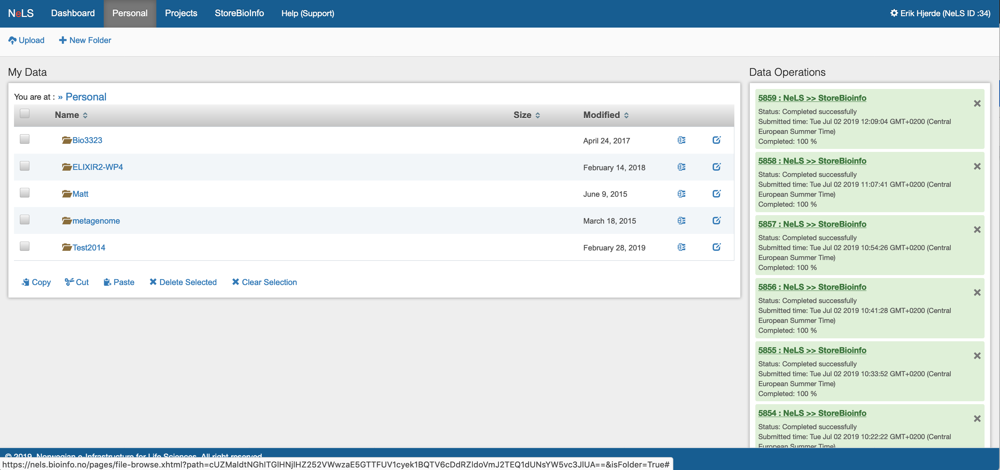 NeLS Dashboard Personal Projects StoreBioInfo Help (Support) Erik Hjerde (NeLS ID :34)
Upload New Folder
My Data
You are at : » Personal
Name Size Modified
Bio3323 April 24, 2017
ELIXIR2-WP4 February 14, 2018
Matt June 9, 2015
metagenome March 18, 2015
Test2014 February 28, 2019
Copy Cut Paste Delete Selected Clear Selection
Data Operations
5859 : NeLS >> StoreBioinfo
Status: Completed successfully
Submitted time: Tue Jul 02 2019 12:09:04 GMT+0200 (Central
European Summer Time)
Completed: 100 %
5858 : NeLS >> StoreBioinfo
Status: Completed successfully
Submitted time: Tue Jul 02 2019 11:07:41 GMT+0200 (Central
European Summer Time)
Completed: 100 %
5857 : NeLS >> StoreBioinfo
Status: Completed successfully
Submitted time: Tue Jul 02 2019 10:54:26 GMT+0200 (Central
European Summer Time)
Completed: 100 %
5856 : NeLS >> StoreBioinfo
Status: Completed successfully
Submitted time: Tue Jul 02 2019 10:41:28 GMT+0200 (Central
European Summer Time)
Completed: 100 %
5855 : NeLS >> StoreBioinfo
Status: Completed successfully
Submitted time: Tue Jul 02 2019 10:33:52 GMT+0200 (Central
European Summer Time)
Completed: 100 %
5854 : NeLS >> StoreBioinfo
Status: Completed successfully
Submitted time: Tue Jul 02 2019 10:22:22 GMT+0200 (Central
European Summer Time)
© 2019, Norwegian e-Infrastructure for Life Sciences. All right reserved
https://nels.bioinfo.no/pages/file-browse.xhtml?path=cUZMaldtNGhITGlHNjlHZ252VWwzaE5GTTFUV1cyek1BQTV6cDdRZldoVmJ2TEQ1dUNsYW5vc3JlUA==&isFolder=True#